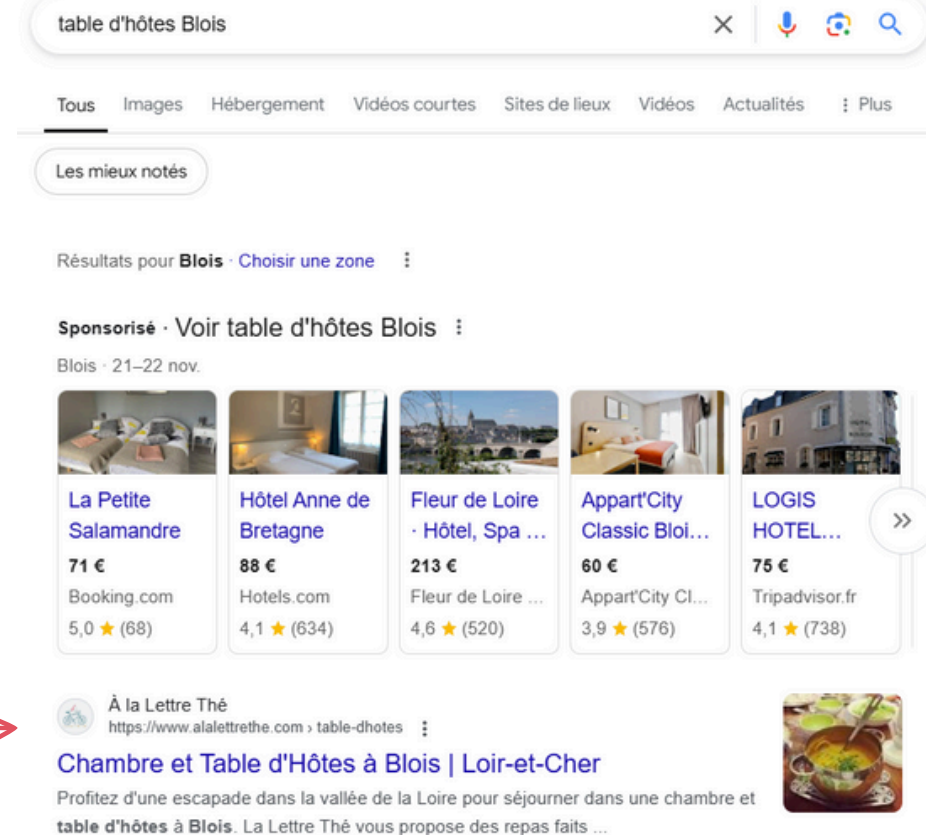 table d'hôtes Blois
Tous Images Hébergement Vidéos courtes Sites de lieux Vidéos Actualités Plus
Les mieux notés
Résultats pour Blois · Choisir une zone
Sponsorisé · Voir table d'hôtes Blois
Blois · 21–22 nov.
La Petite
Salamandre
71 €
Booking.com
5,0 ★ (68)
Hôtel Anne de
Bretagne
88 €
Hotels.com
4,1 ★ (634)
Fleur de Loire
· Hôtel, Spa ...
213 €
Fleur de Loire ...
4,6 ★ (520)
Appart'City
Classic Bloi...
60 €
Appart'City Cl...
3,9 ★ (576)
LOGIS
HOTEL...
75 €
Tripadvisor.fr
4,1 ★ (738)
À la Lettre Thé
https://www.alalettrethe.com › table-dhotes
Chambre et Table d'Hôtes à Blois | Loir-et-Cher
Profitez d'une escapade dans la vallée de la Loire pour séjourner dans une chambre et
table d'hôtes à Blois. La Lettre Thé vous propose des repas faits ...